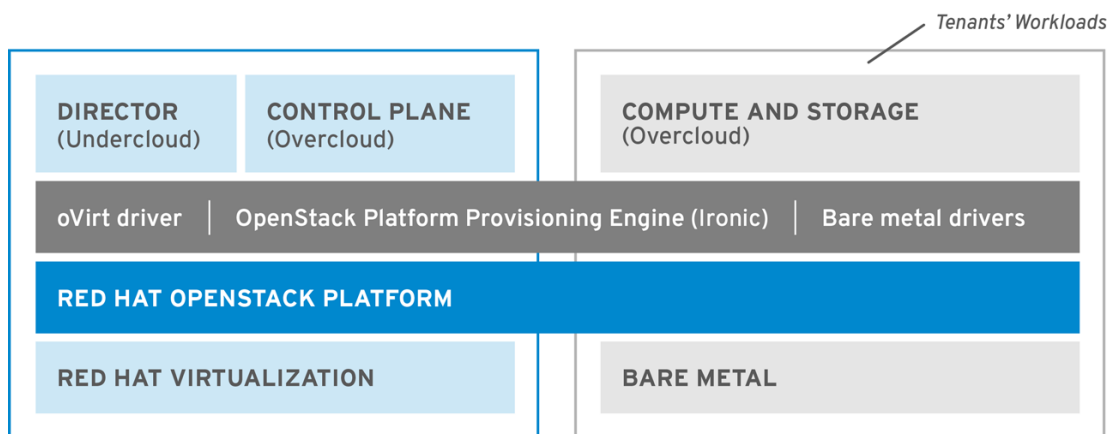 Tenants' Workloads
DIRECTOR
(Undercloud)
CONTROL PLANE
(Overcloud)
COMPUTE AND STORAGE
(Overcloud)
oVirt driver | OpenStack Platform Provisioning Engine (Ironic) | Bare metal drivers
RED HAT OPENSTACK PLATFORM
RED HAT VIRTUALIZATION
BARE METAL